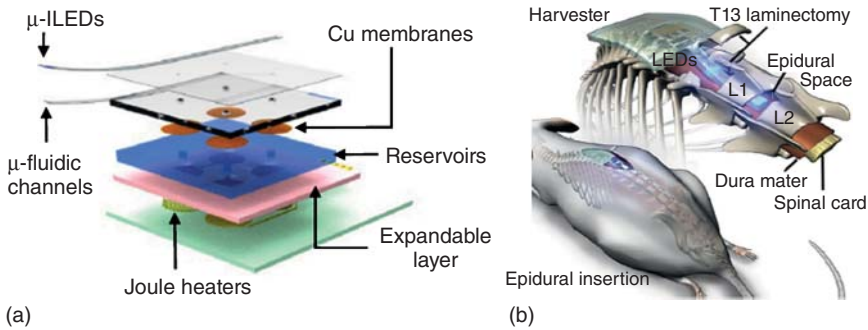 μ-ILEDs
Cu membranes
μ-fluidic
channels
Reservoirs
Expandable
layer
Joule heaters
(a)
Harvester
T13 laminectomy
LEDs
Epidural
Space
L1
L2
Dura mater
Spinal card
Epidural insertion
(b)